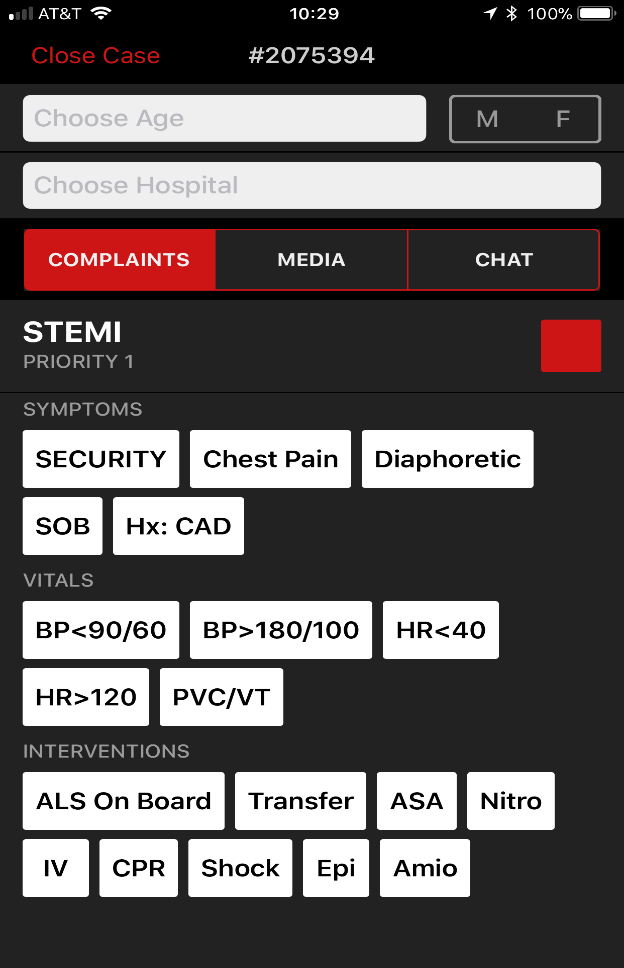 AT&T 10:29 100%
Close Case #2075394
Choose Age M F
Choose Hospital
COMPLAINTS MEDIA CHAT
STEMI
PRIORITY 1
SYMPTOMS
SECURITY Chest Pain Diaphoretic
SOB Hx: CAD
VITALS
BP<90/60 BP>180/100 HR<40
HR>120 PVC/VT
INTERVENTIONS
ALS On Board Transfer ASA Nitro
IV CPR Shock Epi Amio